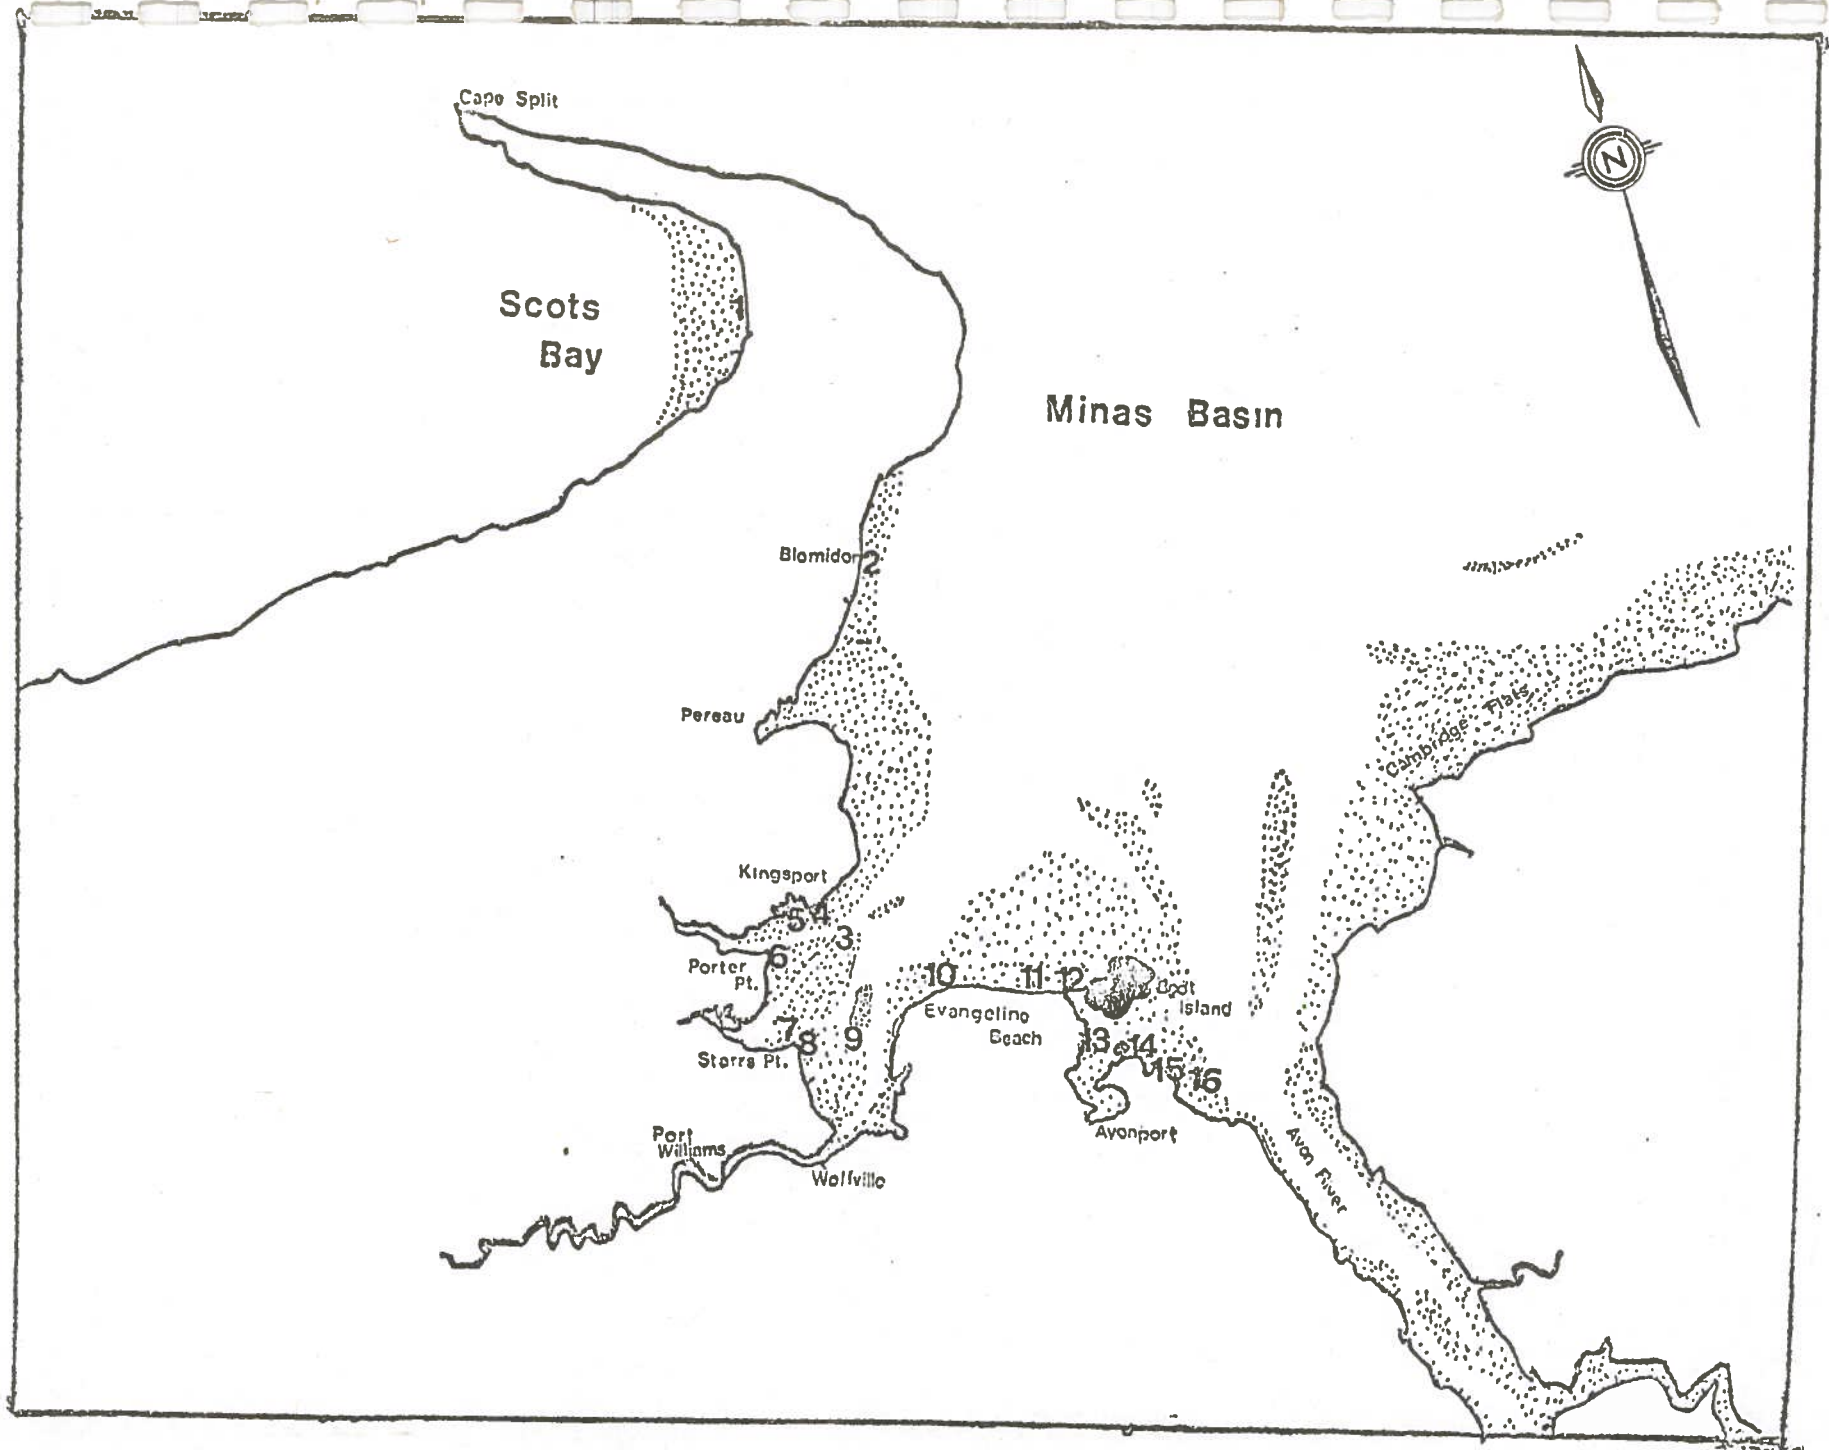 Cape Split
N
Scots
Bay
1
Minas Basin
Blomidon
2
Cambridge Flats
Pereau
Kingsport
5
4
3
6
Porter
Pt.
10
11
12
Boot
Island
Evangeline
Beach
7
8
9
13
14
Starrs Pt.
15
16
Avonport
Port
Williams
Avon River
Wolfville